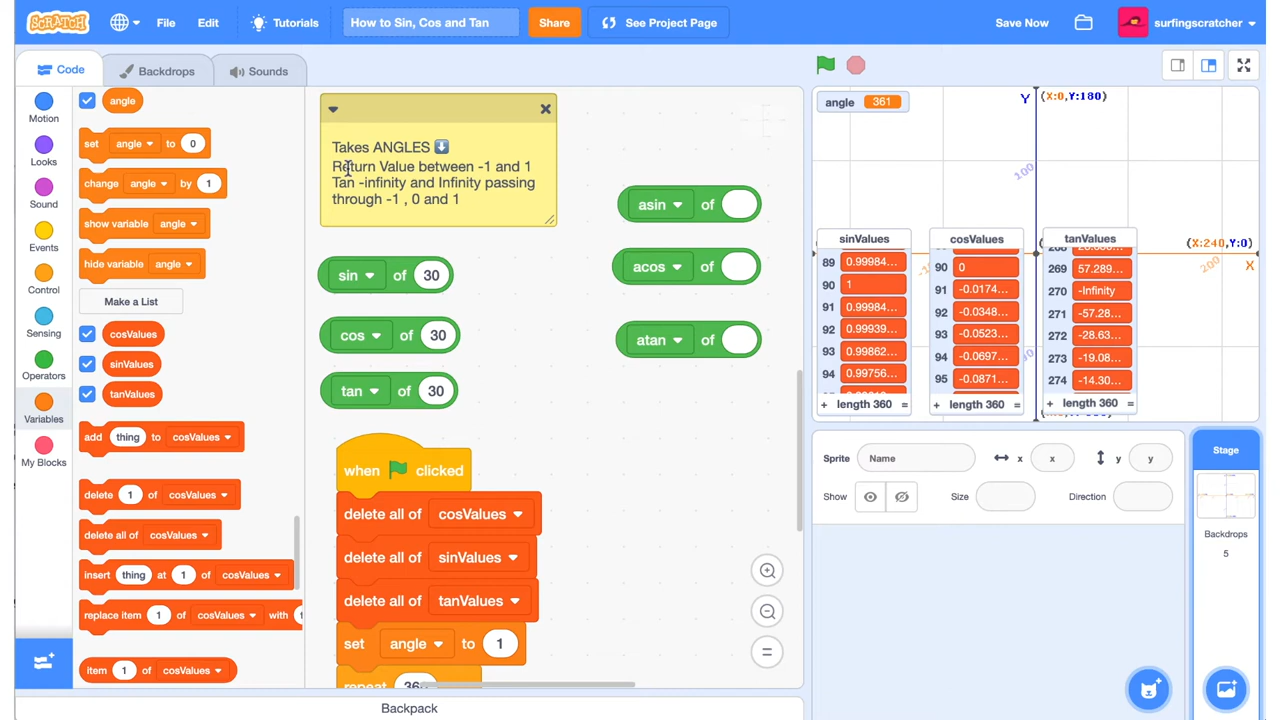 SCRATCH
File
Edit
Tutorials
How to Sin, Cos and Tan
Share
See Project Page
Save Now
surfingscratcher
Code
Backdrops
Sounds
Motion
Looks
Sound
Events
Control
Sensing
Operators
Variables
My Blocks
angle
set angle to 0
change angle by 1
show variable angle
hide variable angle
Make a List
cosValues
sinValues
tanValues
add thing to cosValues
delete 1 of cosValues
delete all of cosValues
insert thing at 1 of cosValues
replace item 1 of cosValues with
item 1 of cosValues
Takes ANGLES ⬇
Return Value between -1 and 1
Tan -infinity and Infinity passing
through -1 , 0 and 1
sin of 30
cos of 30
tan of 30
asin of
acos of
atan of
when clicked
delete all of cosValues
delete all of sinValues
delete all of tanValues
set angle to 1
repeat
Backpack
angle 361
Y
(X:0,Y:180)
100
(X:240,Y:0)
X
200
sinValues
89 0.99984...
90 1
91 0.99984...
92 0.99939...
93 0.99862...
94 0.99756...
+ length 360 =
cosValues
90 0
91 -0.0174...
92 -0.0348...
93 -0.0523...
94 -0.0697...
95 -0.0871...
+ length 360 =
tanValues
269 57.289...
270 -Infinity
271 -57.28...
272 -28.63...
273 -19.08...
274 -14.30...
+ length 360 =
Sprite Name x x y y
Show Size Direction
Stage
Backdrops
5